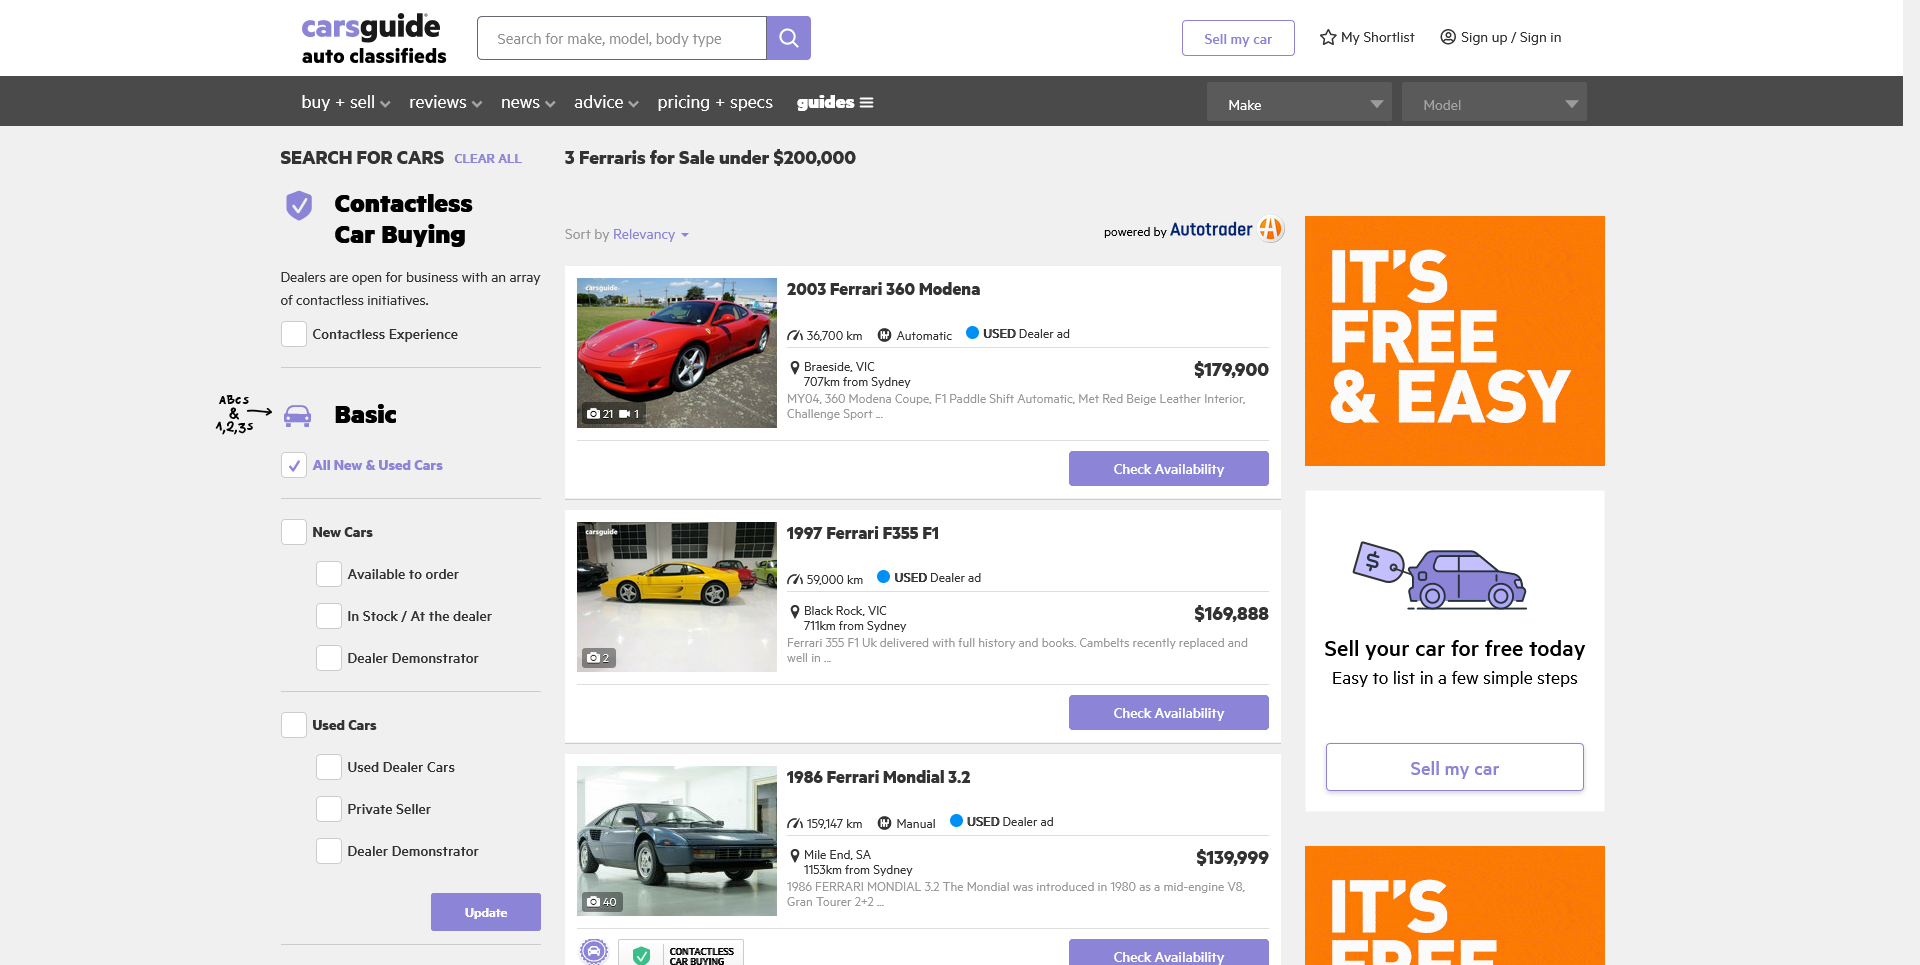 carsguide
auto classifieds
Search for make, model, body type
Sell my car
My Shortlist
Sign up / Sign in
buy + sell
reviews
news
advice
pricing + specs
guides
Make
Model
SEARCH FOR CARS CLEAR ALL
Contactless
Car Buying
Dealers are open for business with an array
of contactless initiatives.
Contactless Experience
ABCs
&
1,2,3s
Basic
All New & Used Cars
New Cars
Available to order
In Stock / At the dealer
Dealer Demonstrator
Used Cars
Used Dealer Cars
Private Seller
Dealer Demonstrator
Update
3 Ferraris for Sale under $200,000
Sort by Relevancy
powered by Autotrader
carsguide
21 1
2003 Ferrari 360 Modena
36,700 km Automatic USED Dealer ad
Braeside, VIC
707km from Sydney
$179,900
MY04, 360 Modena Coupe, F1 Paddle Shift Automatic, Met Red Beige Leather Interior,
Challenge Sport ...
Check Availability
carsguide
2
1997 Ferrari F355 F1
59,000 km USED Dealer ad
Black Rock, VIC
711km from Sydney
$169,888
Ferrari 355 F1 Uk delivered with full history and books. Cambelts recently replaced and
well in ...
Check Availability
40
1986 Ferrari Mondial 3.2
159,147 km Manual USED Dealer ad
Mile End, SA
1153km from Sydney
$139,999
1986 FERRARI MONDIAL 3.2 The Mondial was introduced in 1980 as a mid-engine V8,
Gran Tourer 2+2 ...
CONTACTLESS
CAR BUYING
Check Availability
IT'S
FREE
& EASY
$
Sell your car for free today
Easy to list in a few simple steps
Sell my car
IT'S
FREE